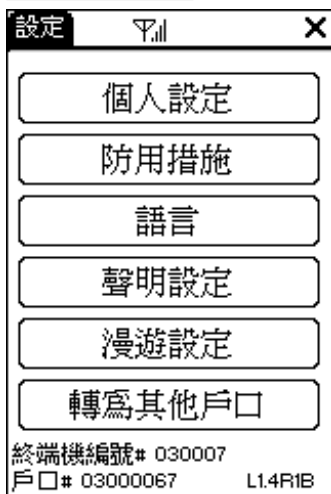 設定
個人設定
防用措施
語言
聲明設定
漫遊設定
轉爲其他戶口
終端機編號# 030007
戶口# 03000067 L1.4R1B